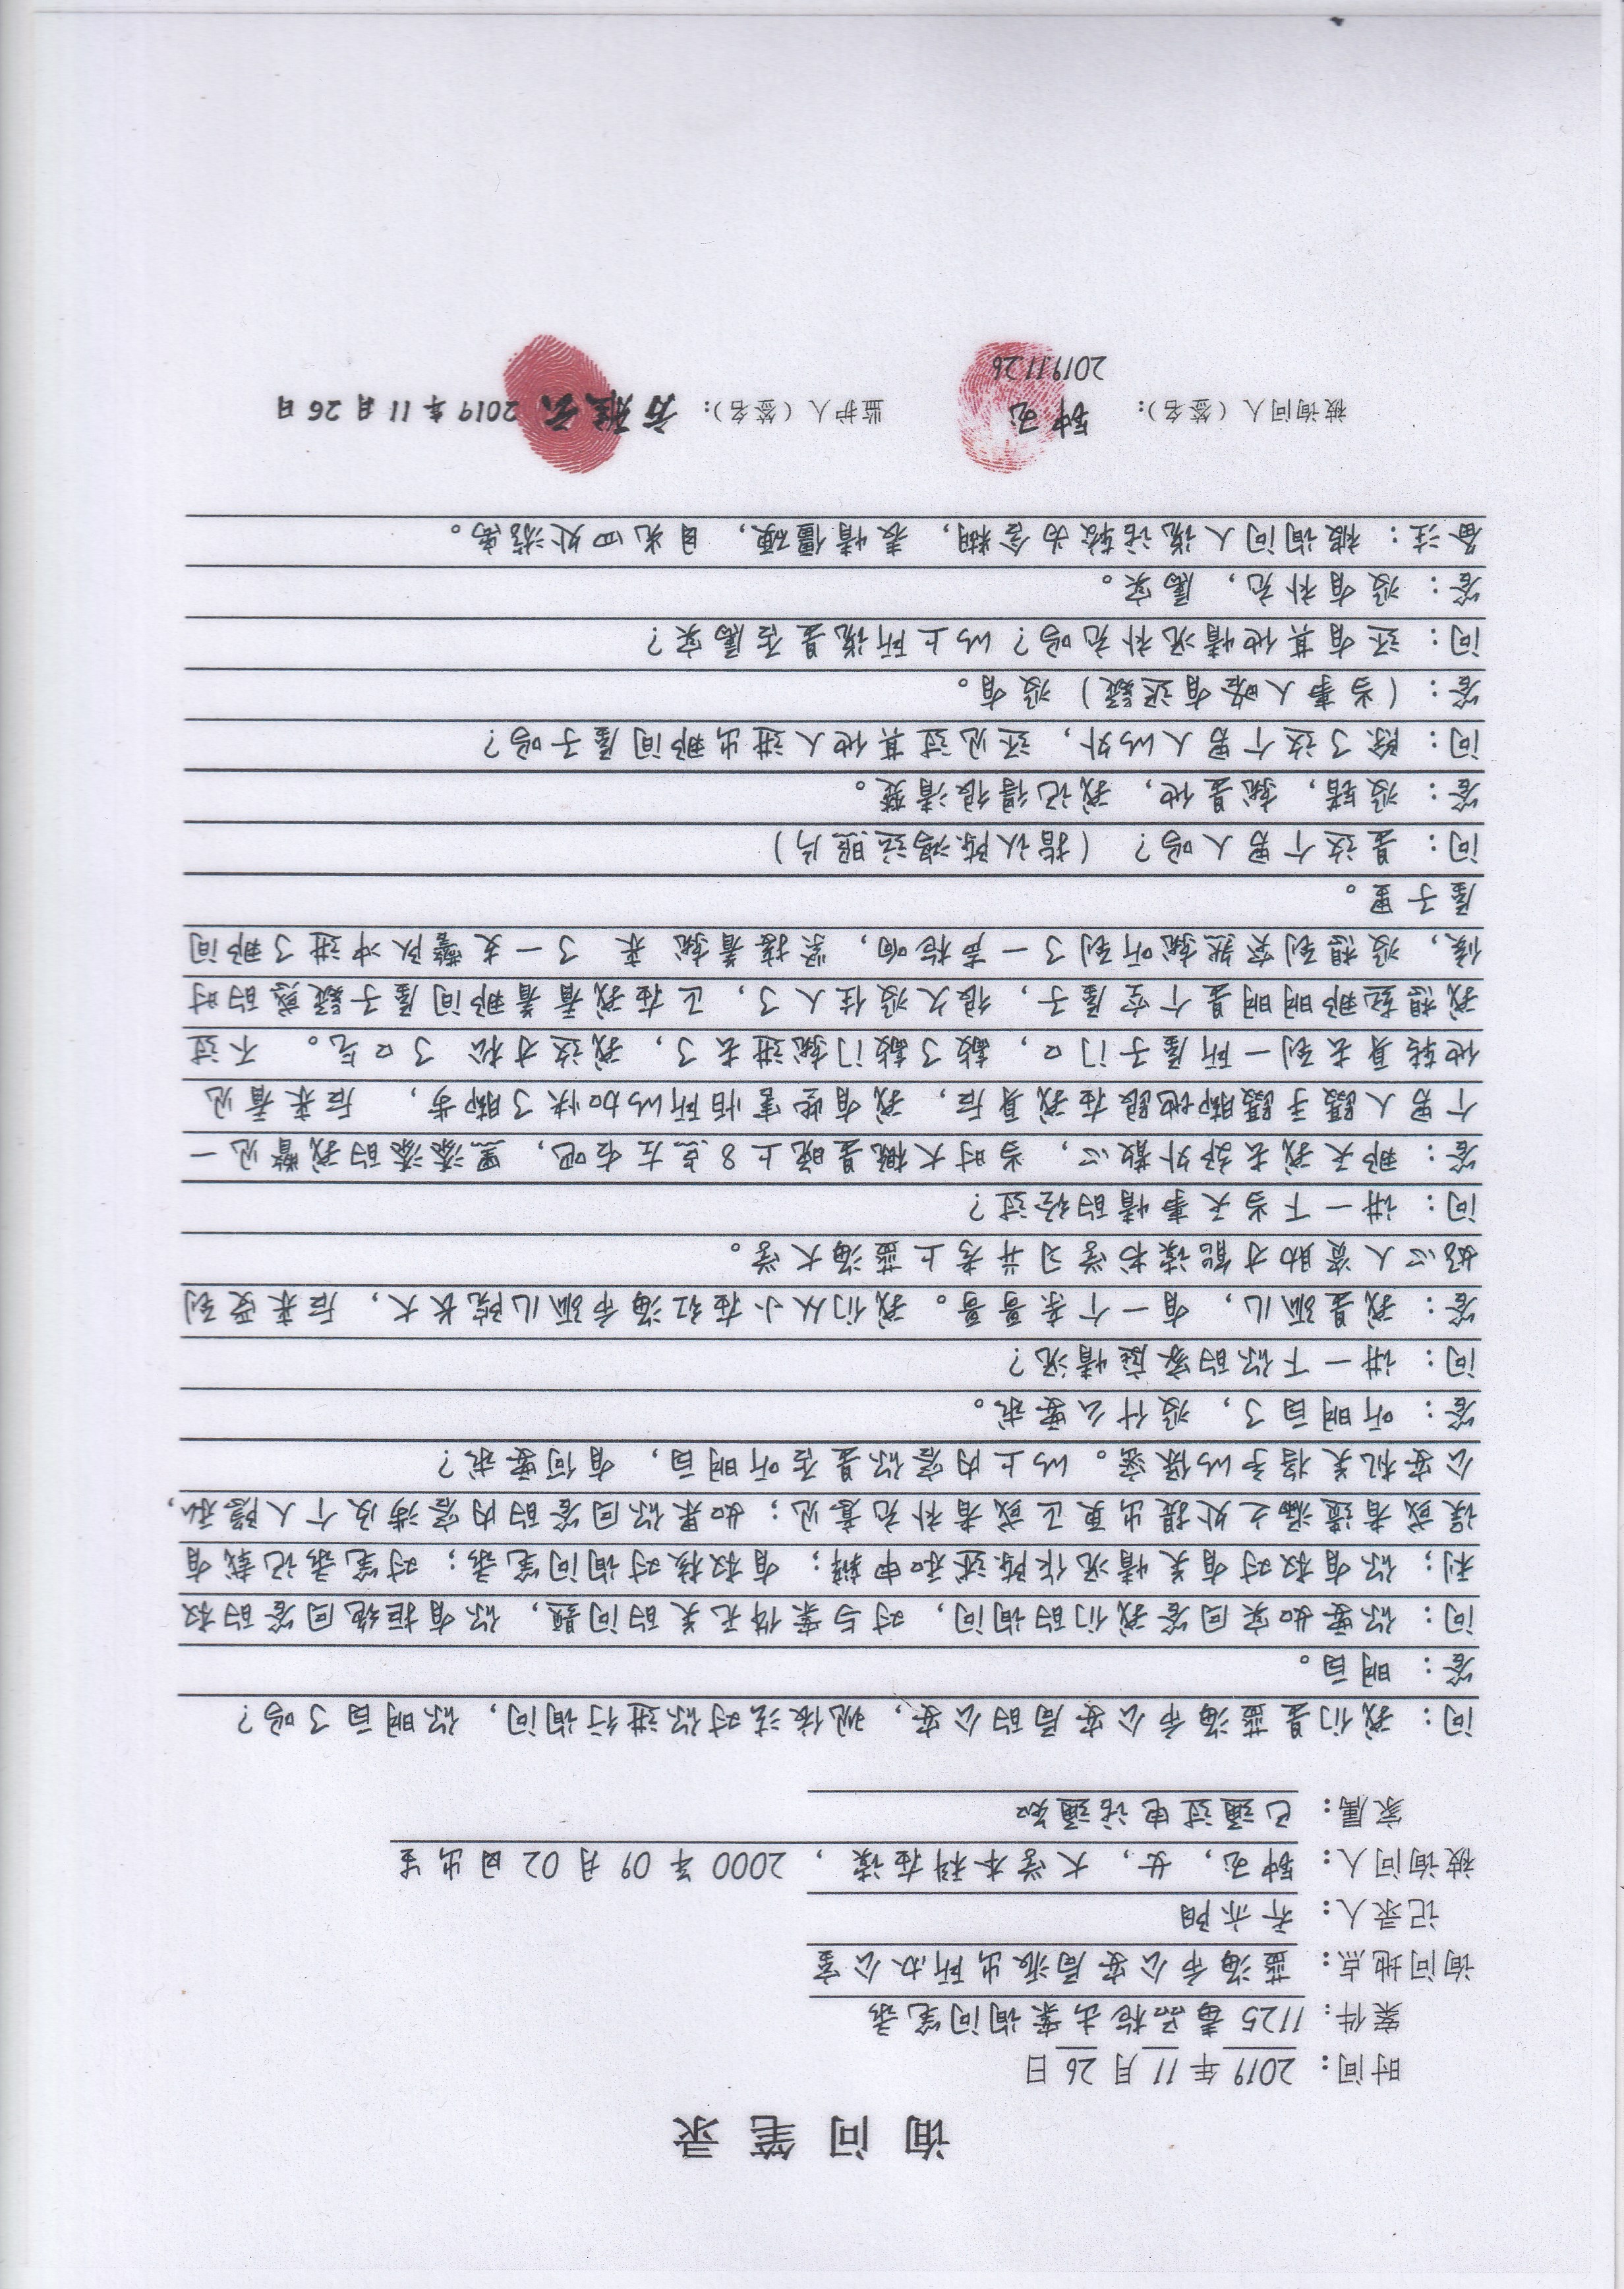 询问笔录
时间：2019年11月26日
案件：1125毒品枪击案询问笔录
询问地点：蓝海市公安局派出所办公室
记录人：乔亦阳
被询问人：钟玉，女，大学本科在读，2000年09月02日出生
家属：已通过电话通知
问：我们是蓝海市公安局的公安，现依法对你进行询问，你明白了吗？
答：明白。
问：你要如实回答我们的询问，对与案件无关的问题，你有拒绝回答的权
利；你有权对有关情况作陈述和申辩；有权核对询问笔录；对笔录记载有
误或者遗漏之处提出更正或者补充意见；如果你回答的内容涉及个人隐私，
公安机关将予以保密。以上内容你是否听明白，有何要求？
答：听明白了，没什么要求。
问：讲一下你的家庭情况？
答：我是孤儿，有一个亲哥哥。我们从小在红海市孤儿院长大，后来受到
好心人资助才能读书学习并考上蓝海大学。
问：讲一下当天事情的经过？
答：那天我去郊外散心，当时大概是晚上8点左右吧，黑漆漆的我瞥见一
个男人蹑手蹑脚地跟在我身后，我有些害怕所以加快了脚步，后来看见
他转身去到一所屋子门口，敲了敲门就进去了，我这才松了口气。不过
我想起那明明是个空屋子，很久没住人了，正在我看着那间屋子疑惑的时
候，没想到突然就听到了一声枪响，紧接着就来了一支警队冲进了那间
屋子里。
问：是这个男人吗？（指认陈鸿运照片）
答：没错，就是他，我记得很清楚。
问：除了这个男人以外，还见过其他人进出那间屋子吗？
答：（当事人略有迟疑）没有。
问：还有其他情况补充吗？以上所说是否属实？
答：没有补充，属实。
备注：被询问人说话较为含糊，表情僵硬，目光四处游离。
被询问人（签名）：钟玉 监护人（签名）：方雅云 2019年11月26日
2019.11.26